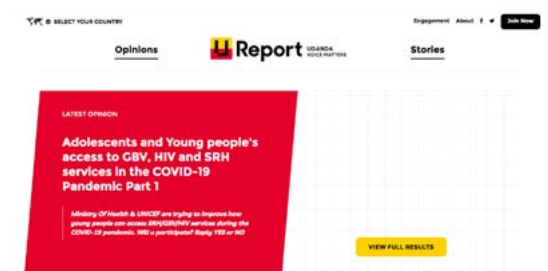 SELECT YOUR COUNTRY
Engagement About Join Now
Opinions
U Report UGANDA
VOICE MATTERS
Stories
LATEST OPINION
Adolescents and Young people's
access to GBV, HIV and SRH
services in the COVID-19
Pandemic Part 1
Ministry Of Health & UNICEF are trying to improve how
young people can access SRH/GBV/HIV services during the
COVID-19 pandemic. Will u participate? Reply YES or NO
VIEW FULL RESULTS